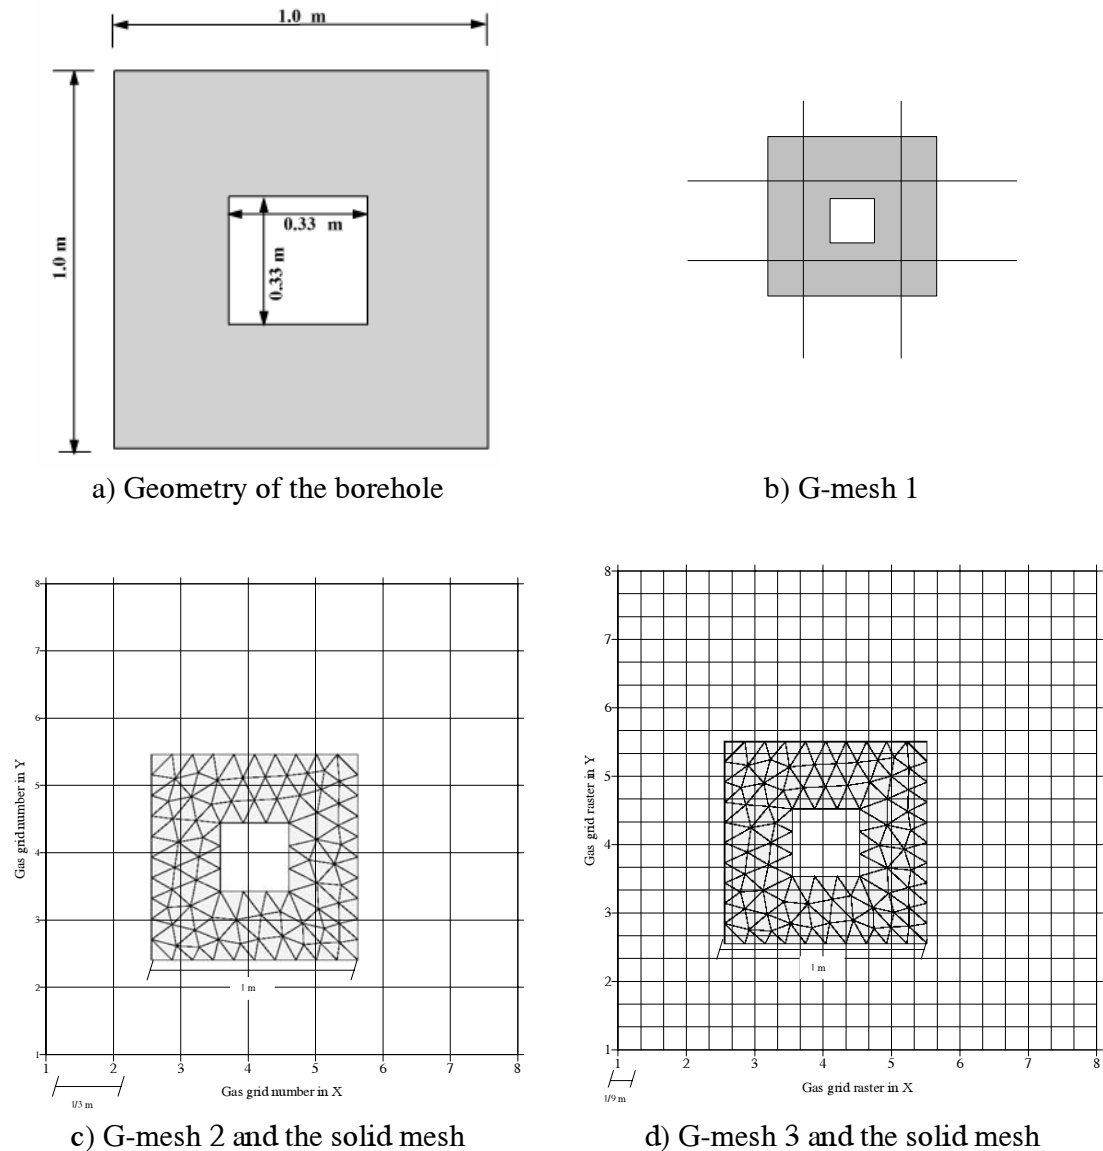 1.0 m
1.0 m
0.33 m
0.33 m
a) Geometry of the borehole
b) G-mesh 1
8
7
6
5
4
3
2
1
Gas grid number in Y
1 m
1 2 3 4 5 6 7 8
Gas grid number in X
1/3 m
c) G-mesh 2 and the solid mesh
8
7
6
5
4
3
2
1
Gas grid raster in Y
1 m
1 2 3 4 5 6 7 8
Gas grid raster in X
1/9 m
d) G-mesh 3 and the solid mesh